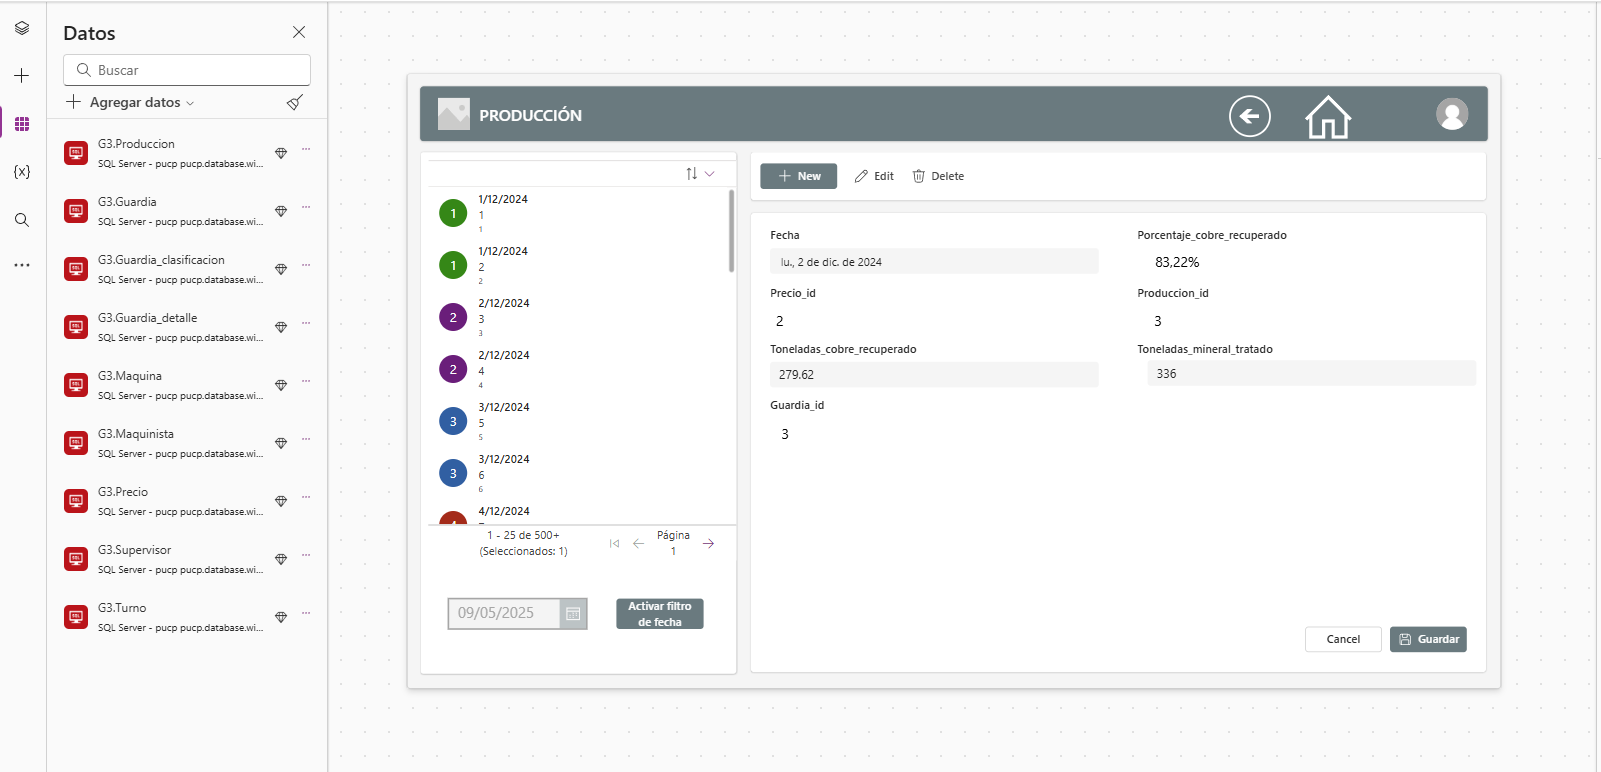 Datos
Buscar
Agregar datos
G3.Produccion
SQL Server - pucp pucp.database.wi...
G3.Guardia
SQL Server - pucp pucp.database.wi...
G3.Guardia_clasificacion
SQL Server - pucp pucp.database.wi...
G3.Guardia_detalle
SQL Server - pucp pucp.database.wi...
G3.Maquina
SQL Server - pucp pucp.database.wi...
G3.Maquinista
SQL Server - pucp pucp.database.wi...
G3.Precio
SQL Server - pucp pucp.database.wi...
G3.Supervisor
SQL Server - pucp pucp.database.wi...
G3.Turno
SQL Server - pucp pucp.database.wi...
PRODUCCIÓN
1 1/12/2024
1
1
1 1/12/2024
2
2
2 2/12/2024
3
3
2 2/12/2024
4
4
3 3/12/2024
5
5
3 3/12/2024
6
6
4/12/2024
1 - 25 de 500+
(Seleccionados: 1)
Página
1
09/05/2025
Activar filtro
de fecha
New Edit Delete
Fecha
lu., 2 de dic. de 2024
Porcentaje_cobre_recuperado
83,22%
Precio_id
2
Produccion_id
3
Toneladas_cobre_recuperado
279.62
Toneladas_mineral_tratado
336
Guardia_id
3
Cancel Guardar